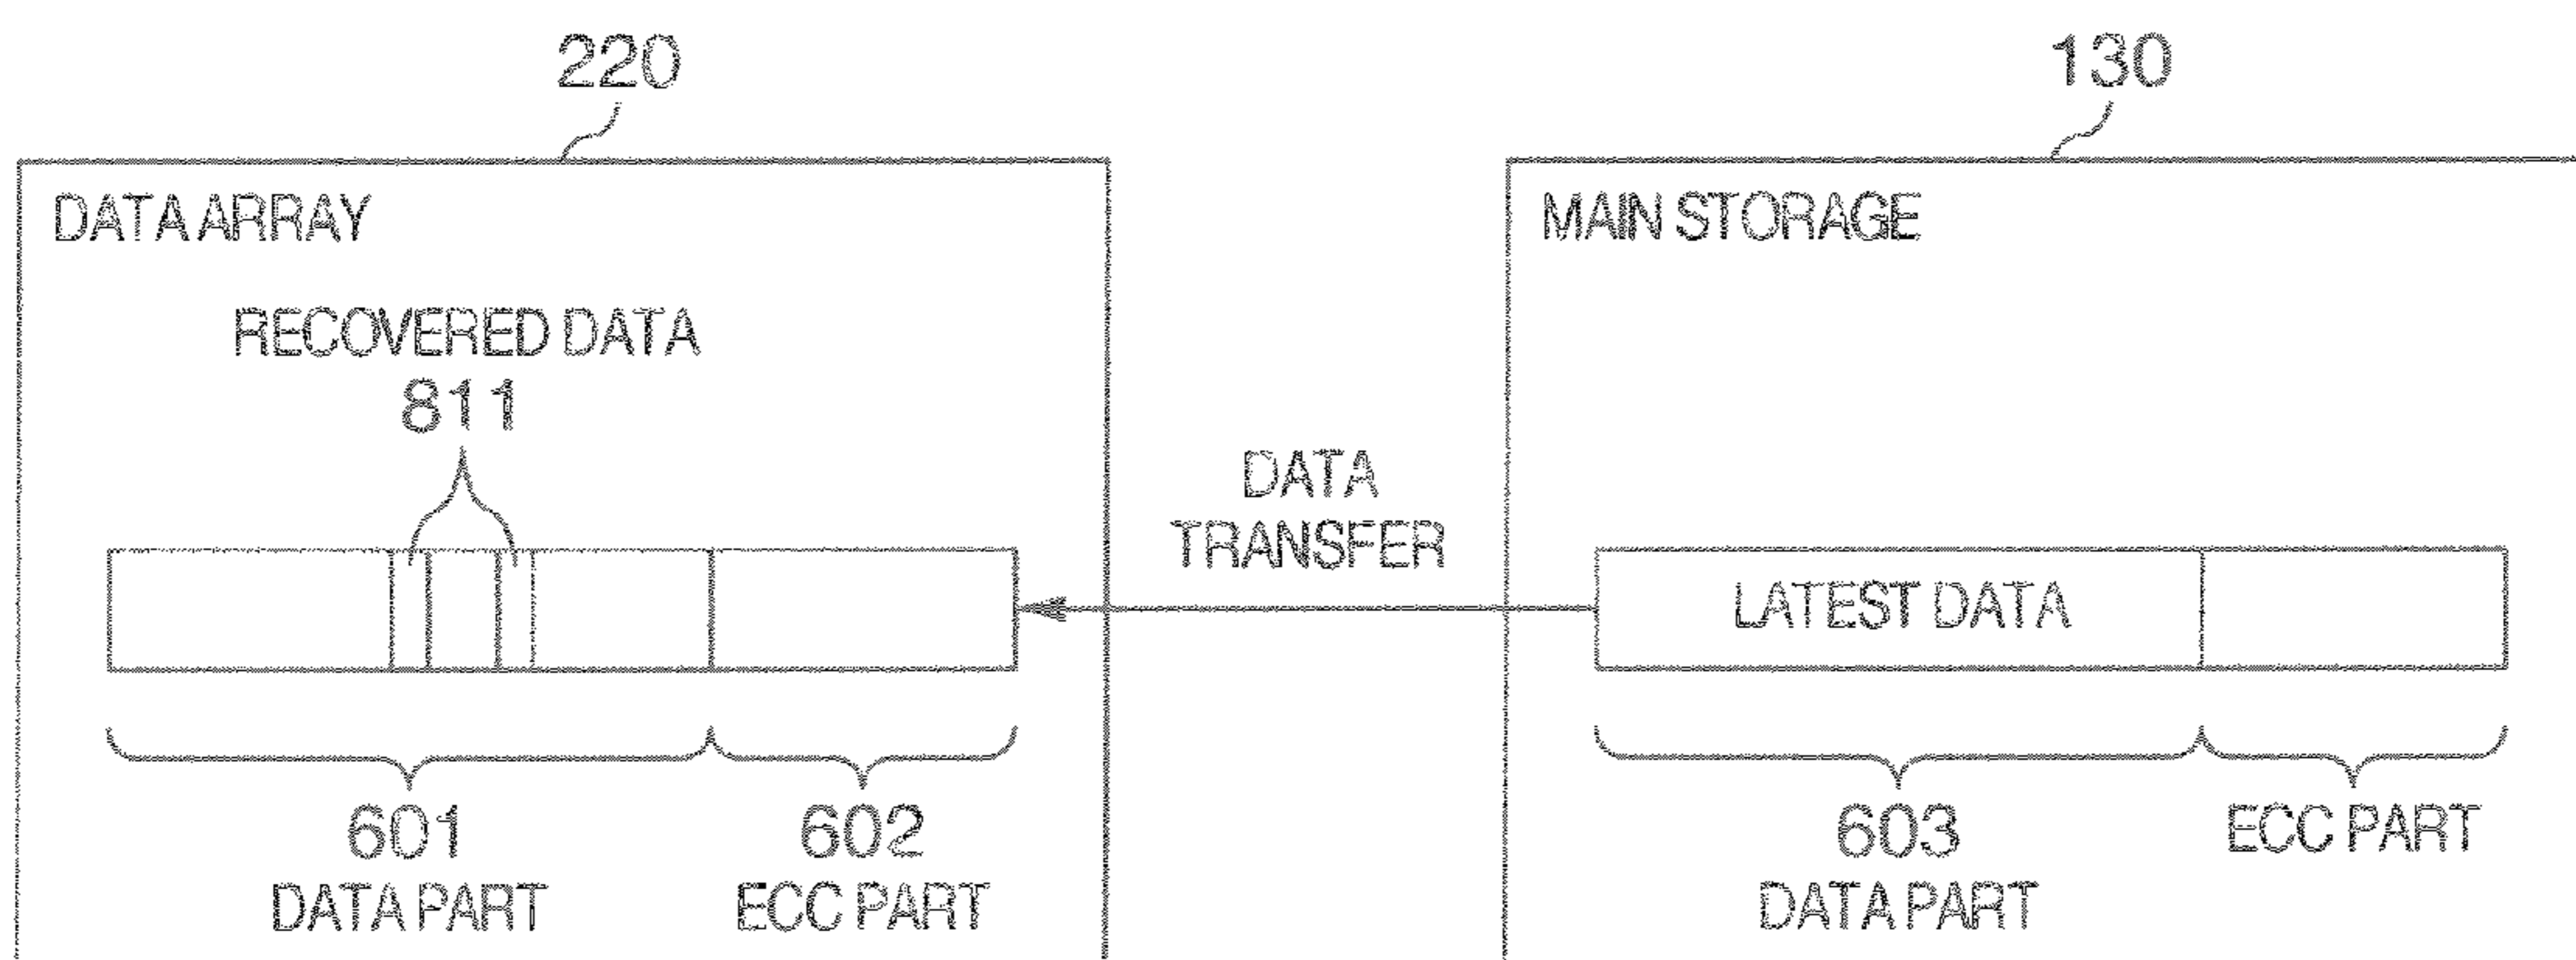 220
130
DATA ARRAY
MAIN STORAGE
RECOVERED DATA
811
DATA
TRANSFER
LATEST DATA
601
DATA PART
602
ECC PART
603
DATA PART
ECC PART